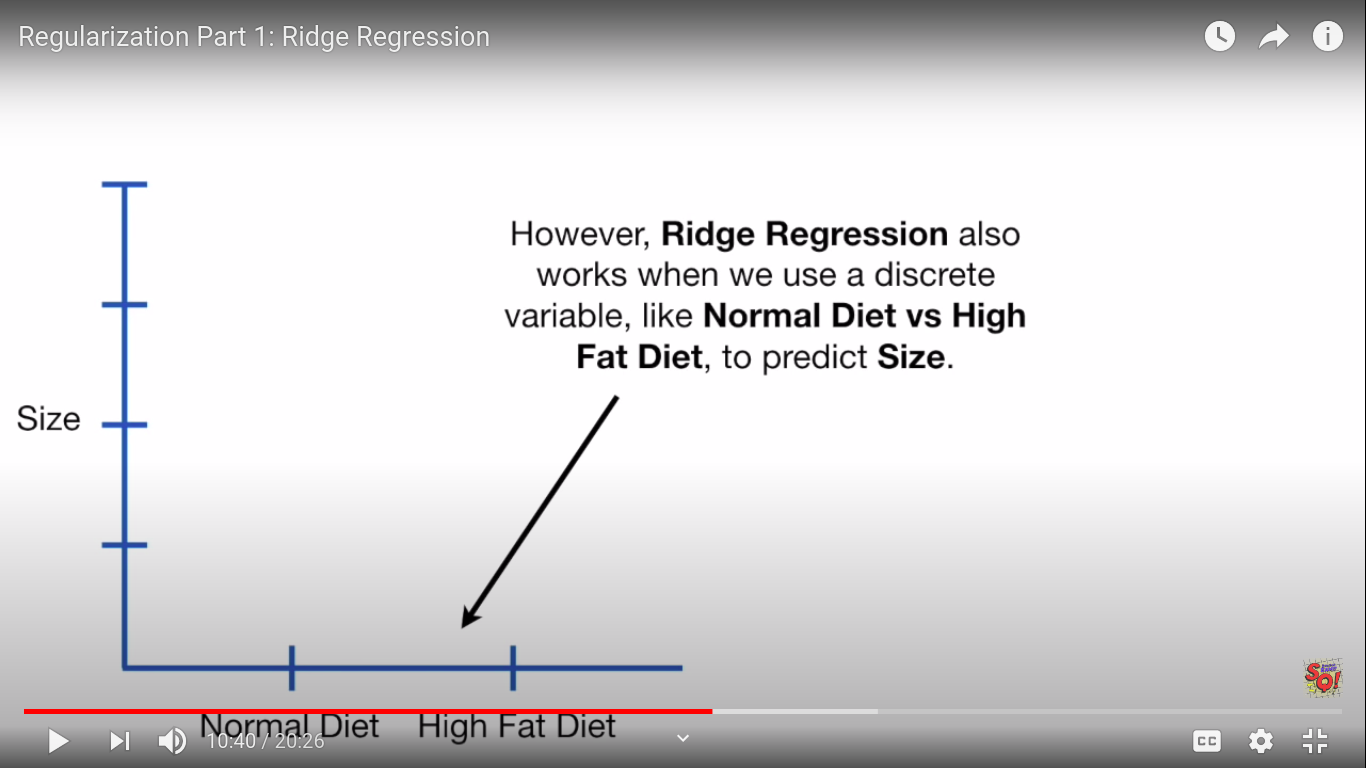 Regularization Part 1: Ridge Regression
However, Ridge Regression also
works when we use a discrete
variable, like Normal Diet vs High
Fat Diet, to predict Size.
Size
Normal Diet
High Fat Diet
10:40 / 20:26
CC
SQ!